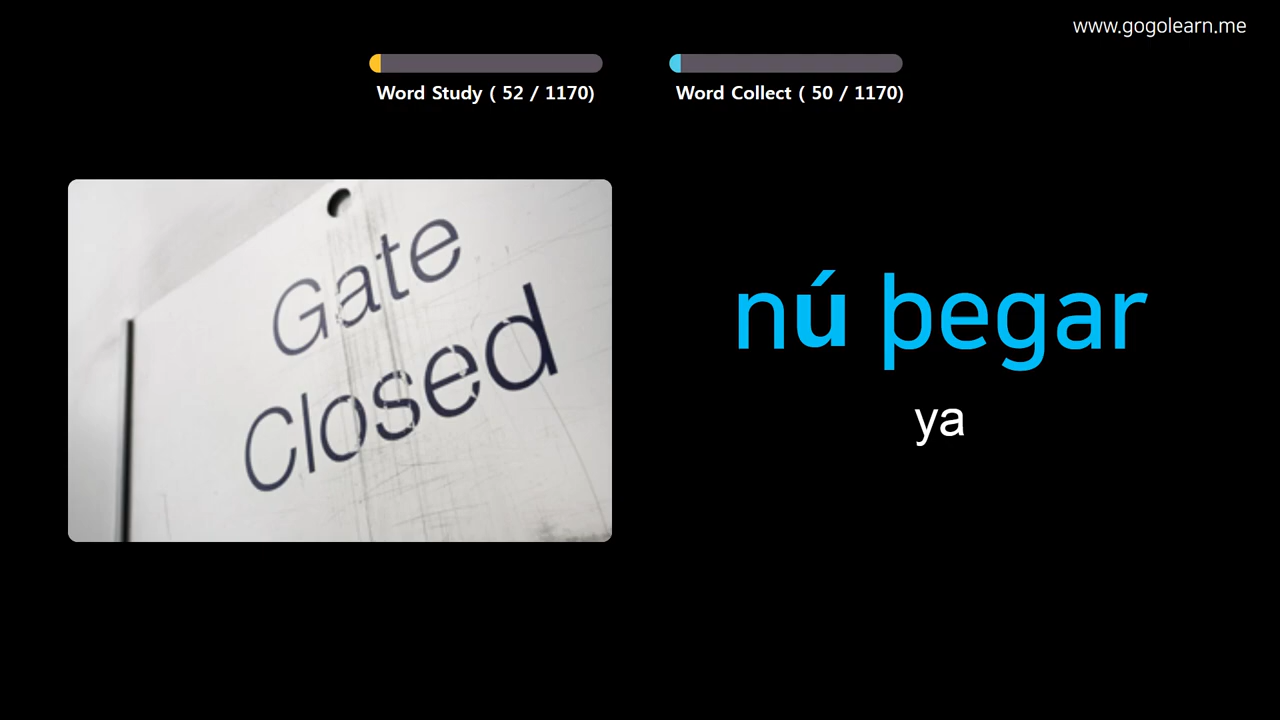 www.gogolearn.me
Word Study ( 52 / 1170)
Word Collect ( 50 / 1170)
Gate
Closed
nú þegar
ya